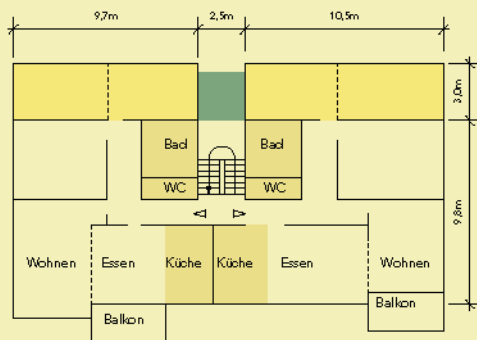 9,7m 2,5m 10,5m
3,0m
Bad Bad
WC WC
9,8m
Wohnen Essen Küche Küche Essen Wohnen
Balkon
Balkon